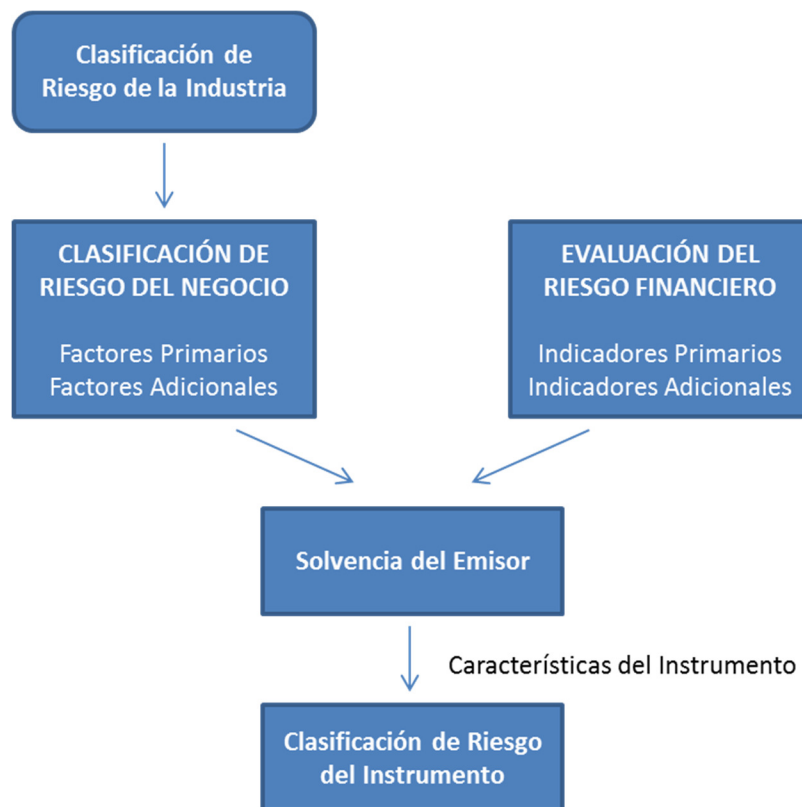 Clasificación de
Riesgo de la Industria
CLASIFICACIÓN DE
RIESGO DEL NEGOCIO
Factores Primarios
Factores Adicionales
EVALUACIÓN DEL
RIESGO FINANCIERO
Indicadores Primarios
Indicadores Adicionales
Solvencia del Emisor
Características del Instrumento
Clasificación de Riesgo
del Instrumento